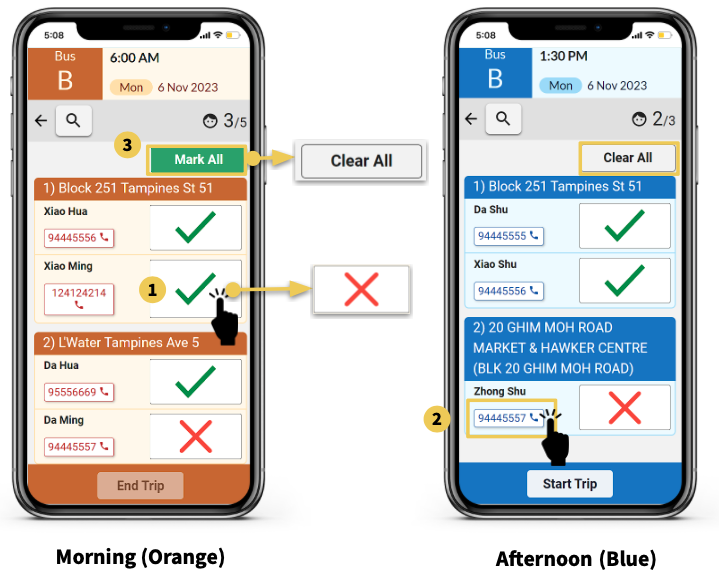 5:08
Bus
B
6:00 AM
Mon 6 Nov 2023
3/5
3
Mark All
Clear All
1) Block 251 Tampines St 51
Xiao Hua
94445556
Xiao Ming
124124214
1
2) L'Water Tampines Ave 5
Da Hua
95556669
Da Ming
94445557
End Trip
Morning (Orange)
5:08
Bus
B
1:30 PM
Mon 6 Nov 2023
2/3
Clear All
1) Block 251 Tampines St 51
Da Shu
94445555
Xiao Shu
94445556
2) 20 GHIM MOH ROAD
MARKET & HAWKER CENTRE
(BLK 20 GHIM MOH ROAD)
Zhong Shu
2
94445557
Start Trip
Afternoon (Blue)